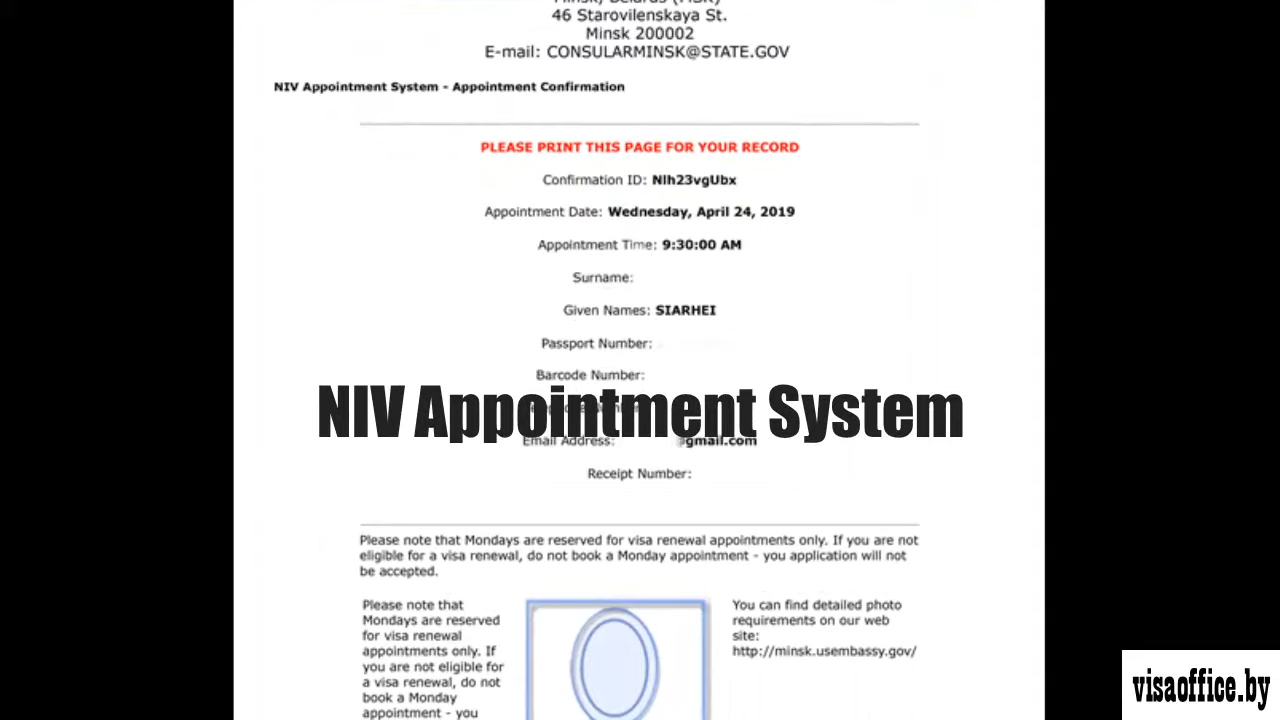 Minsk, Belarus (MSK)
46 Starovilenskaya St.
Minsk 200002
E-mail: CONSULARMINSK@STATE.GOV
NIV Appointment System - Appointment Confirmation
PLEASE PRINT THIS PAGE FOR YOUR RECORD
Confirmation ID: Nlh23vgUbx
Appointment Date: Wednesday, April 24, 2019
Appointment Time: 9:30:00 AM
Surname:
Given Names: SIARHEI
Passport Number:
Barcode Number:
NIV Appointment System
Email Address: @gmail.com
Receipt Number:
Please note that Mondays are reserved for visa renewal appointments only. If you are not
eligible for a visa renewal, do not book a Monday appointment - you application will not
be accepted.
Please note that
Mondays are reserved
for visa renewal
appointments only. If
you are not eligible for
a visa renewal, do not
book a Monday
appointment - you
You can find detailed photo
requirements on our web
site:
http://minsk.usembassy.gov/
visaoffice.by